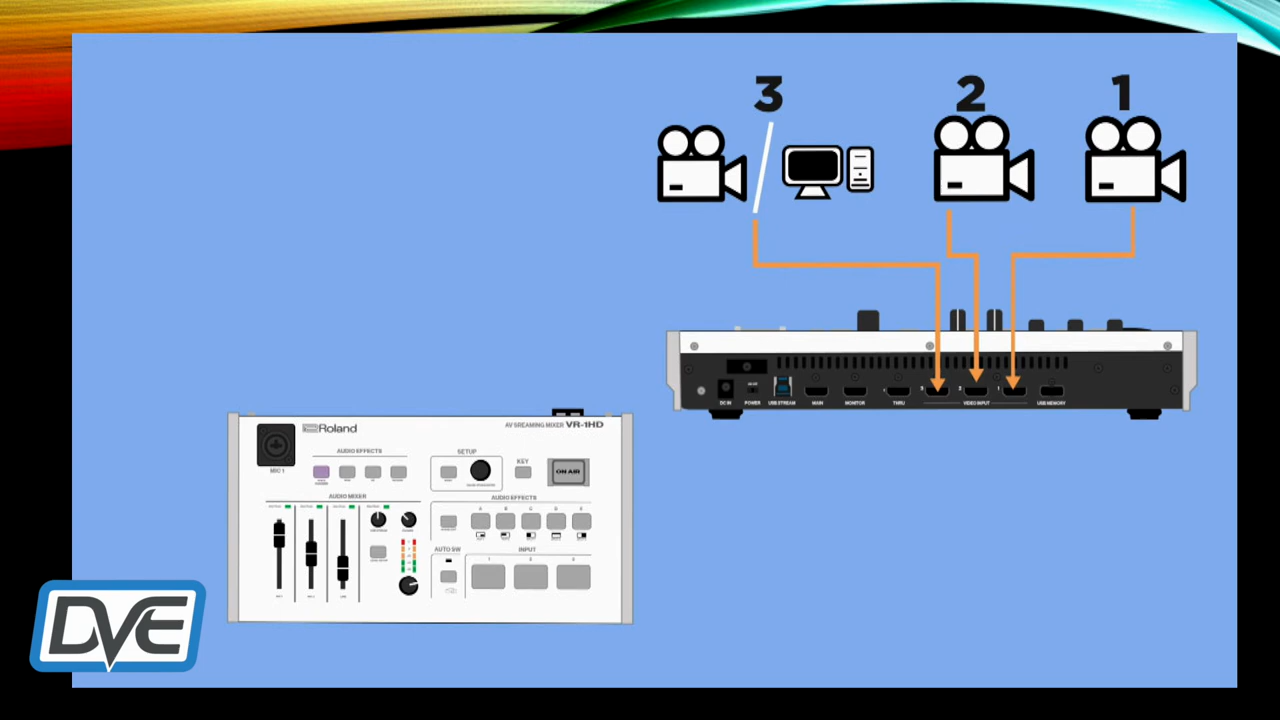 3 2 1
DC IN POWER USB STREAM MAIN MONITOR THRU 3 2 VIDEO INPUT 1 USB MEMORY
Roland
AV SREAMING MIXER VR-1HD
MIC 1
AUDIO EFFECTS
SETUP
KEY
ON AIR
AUDIO MIXER
AUDIO EFFECTS
A B C D E
AUTO SW
INPUT
DVE